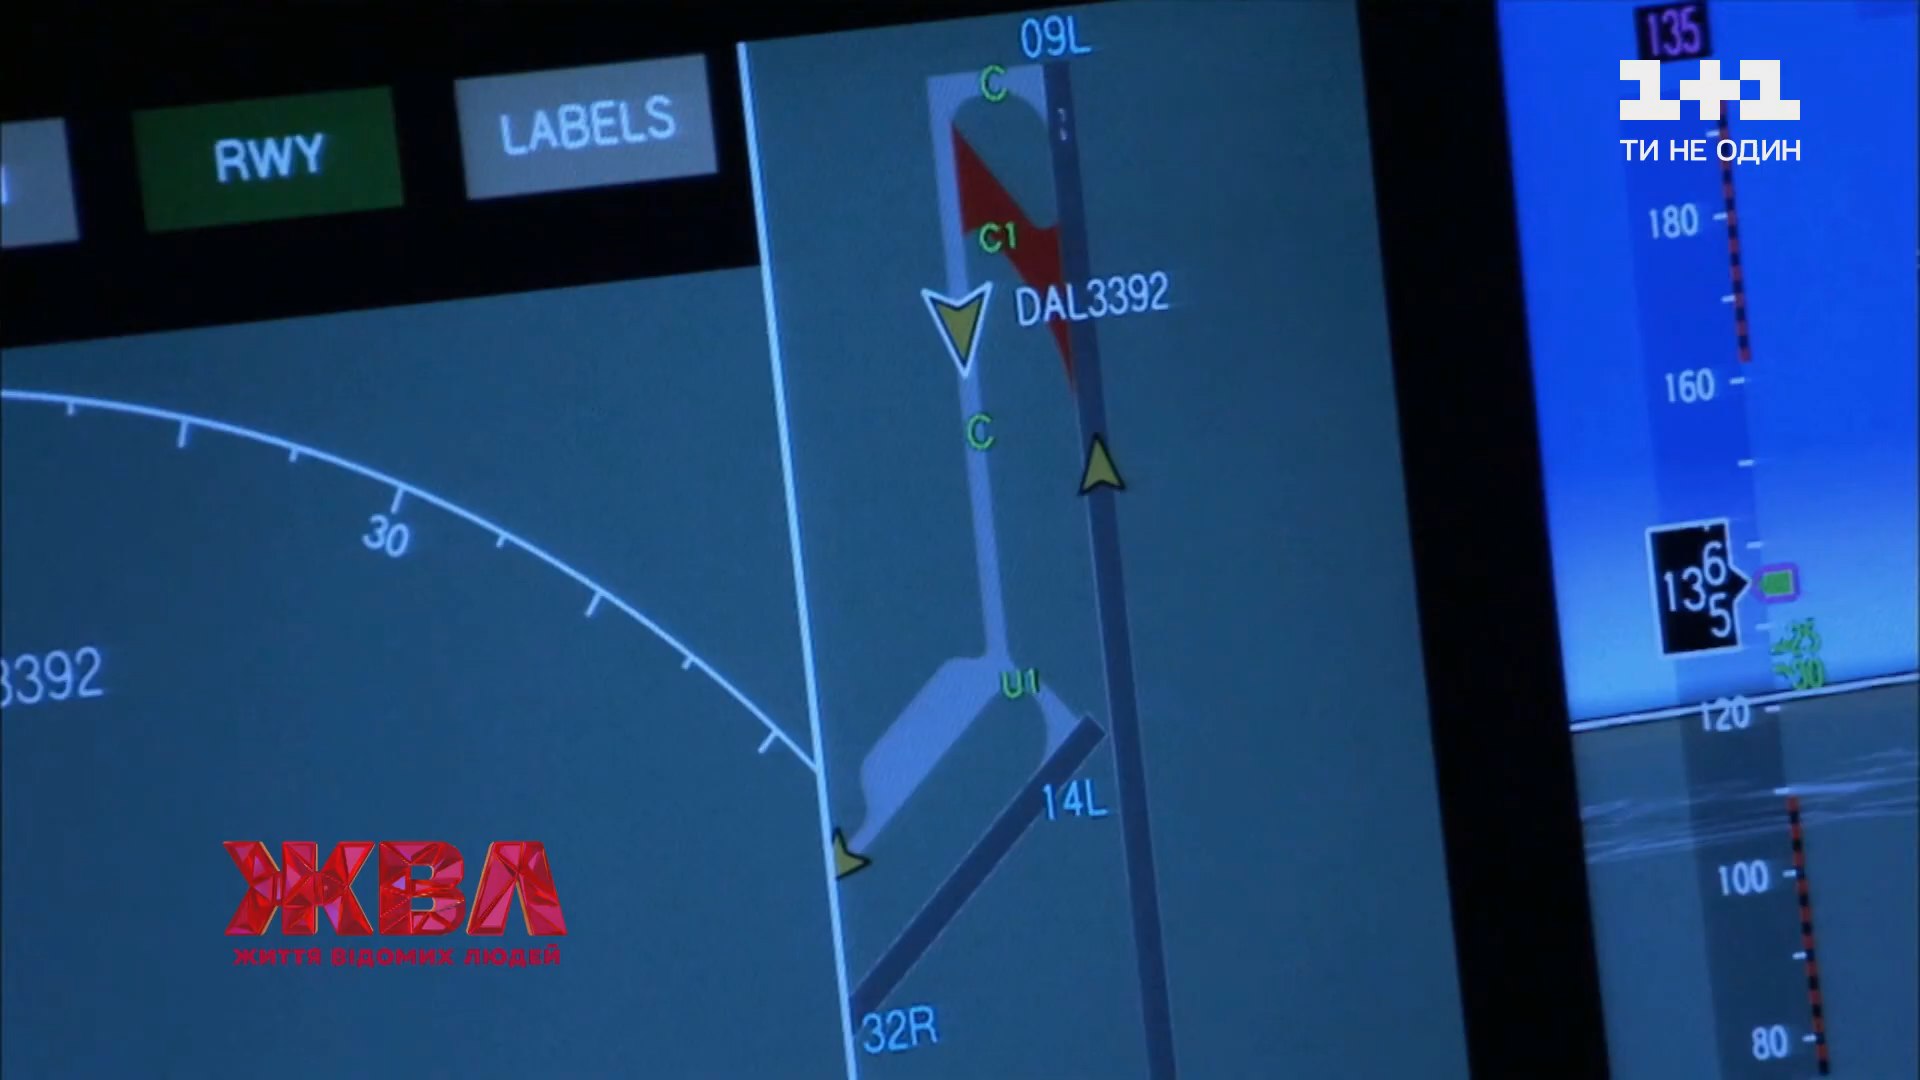 135
1+1
ТИ НЕ ОДИН
09L
C
RWY
LABELS
C1
DAL3392
180
160
C
30
136
5
3392
U1
120
14L
100
ЖВЛ
ЖИТТЯ ВІДОМИХ ЛЮДЕЙ
32R
80